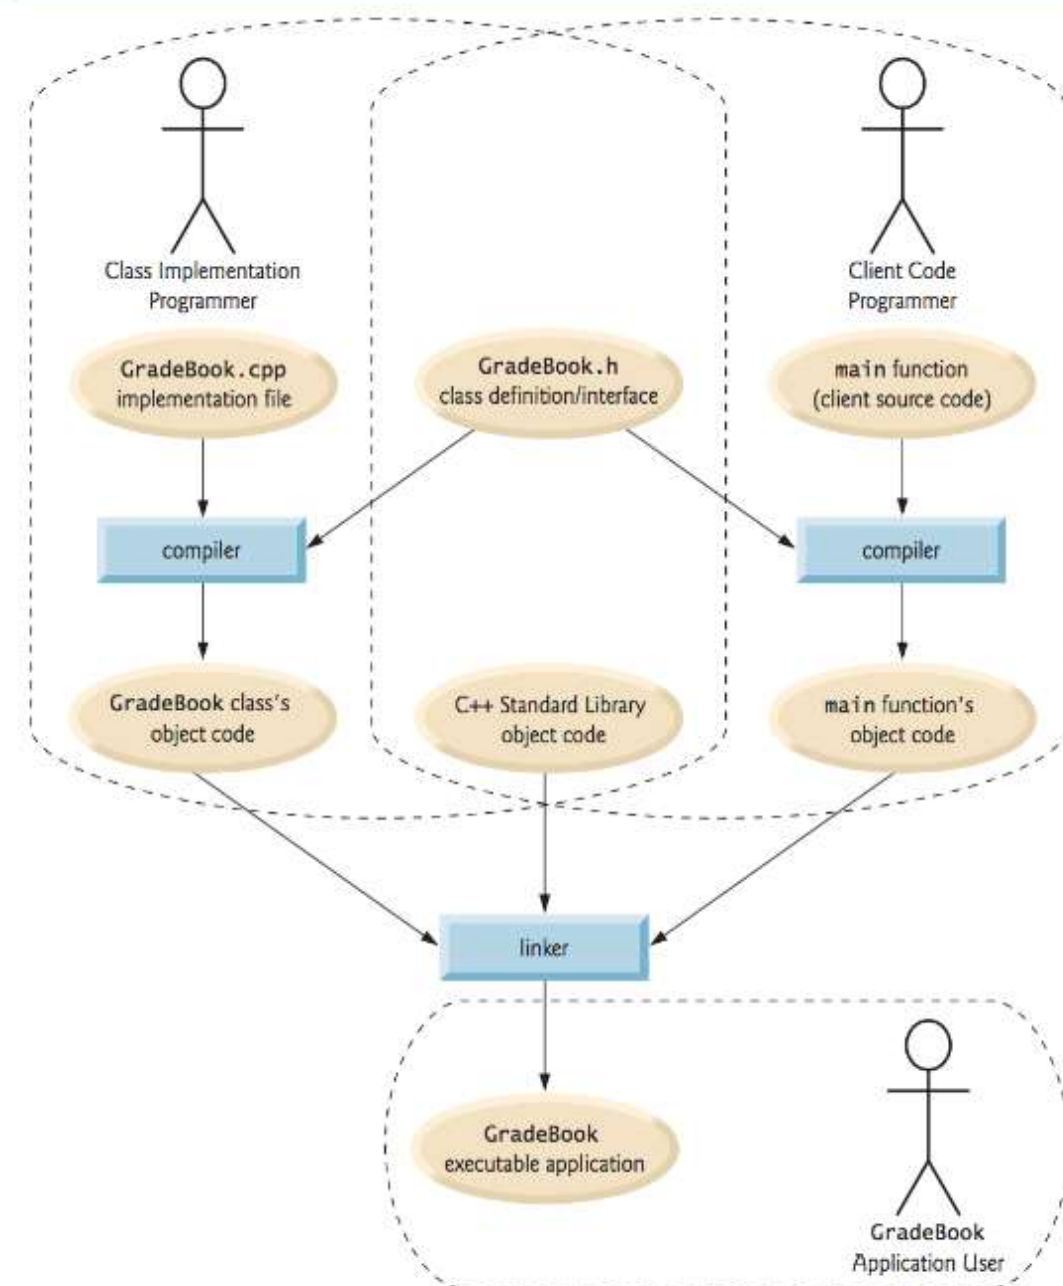 Class Implementation
Programmer
Client Code
Programmer
GradeBook.cpp
implementation file
GradeBook.h
class definition/interface
main function
(client source code)
compiler
compiler
GradeBook class's
object code
C++ Standard Library
object code
main function's
object code
linker
GradeBook
executable application
GradeBook
Application User